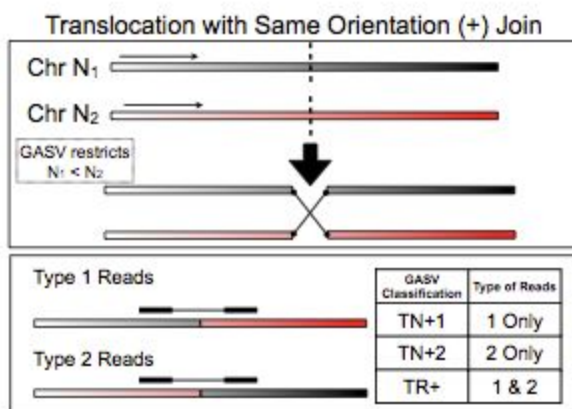 Translocation with Same Orientation (+) Join
Chr N₁
Chr N₂
GASV restricts
N₁ < N₂
Type 1 Reads
Type 2 Reads
GASV Classification Type of Reads
TN+1 1 Only
TN+2 2 Only
TR+ 1 & 2